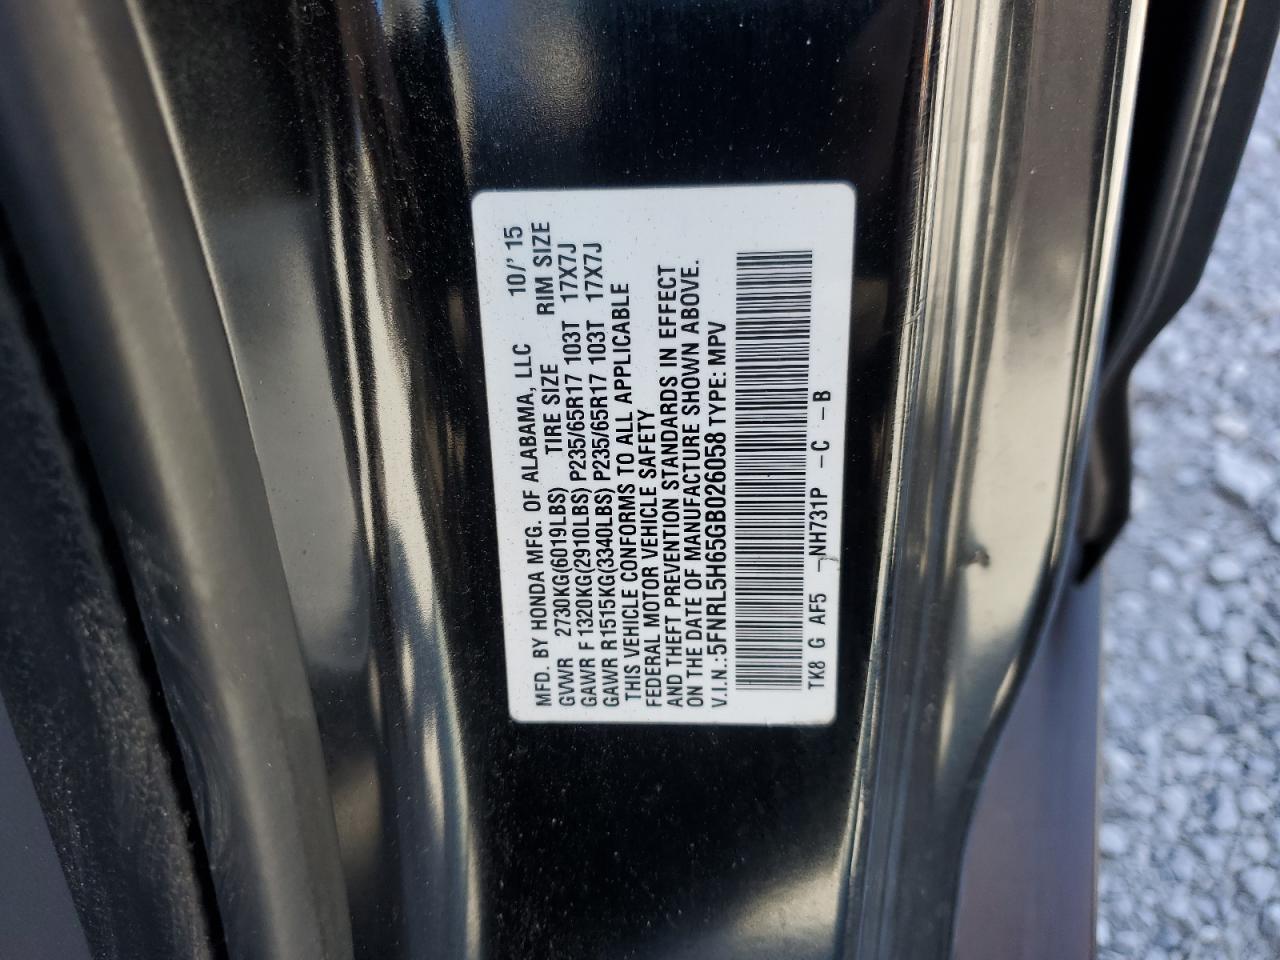 MFD. BY HONDA MFG. OF ALABAMA, LLC 10/' 15
GVWR 2730KG(6019LBS) TIRE SIZE RIM SIZE
GAWR F 1320KG(2910LBS) P235/65R17 103T 17X7J
GAWR R1515KG(3340LBS) P235/65R17 103T 17X7J
THIS VEHICLE CONFORMS TO ALL APPLICABLE
FEDERAL MOTOR VEHICLE SAFETY
AND THEFT PREVENTION STANDARDS IN EFFECT
ON THE DATE OF MANUFACTURE SHOWN ABOVE.
V.I.N.:5FNRL5H65GB026058 TYPE: MPV
TK8 G AF5 -NH731P -C -B